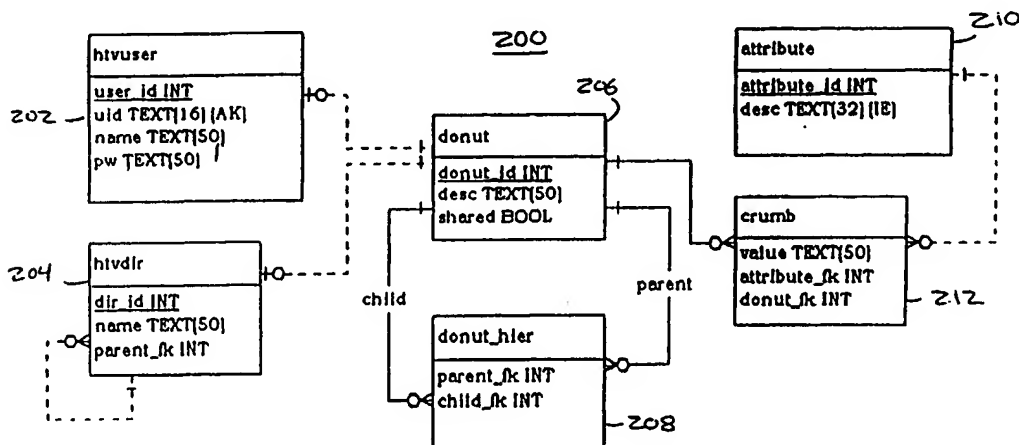 200
htvuser
user_id INT
uid TEXT[16] [AK]
name TEXT[50]
pw TEXT[50]
202
htvdir
dir_id INT
name TEXT[50]
parent_fk INT
204
donut
donut_id INT
desc TEXT[50]
shared BOOL
206
child
parent
donut_hier
parent_fk INT
child_fk INT
208
attribute
attribute_id INT
desc TEXT[32] [IE]
210
crumb
value TEXT[50]
attribute_fk INT
donut_fk INT
212